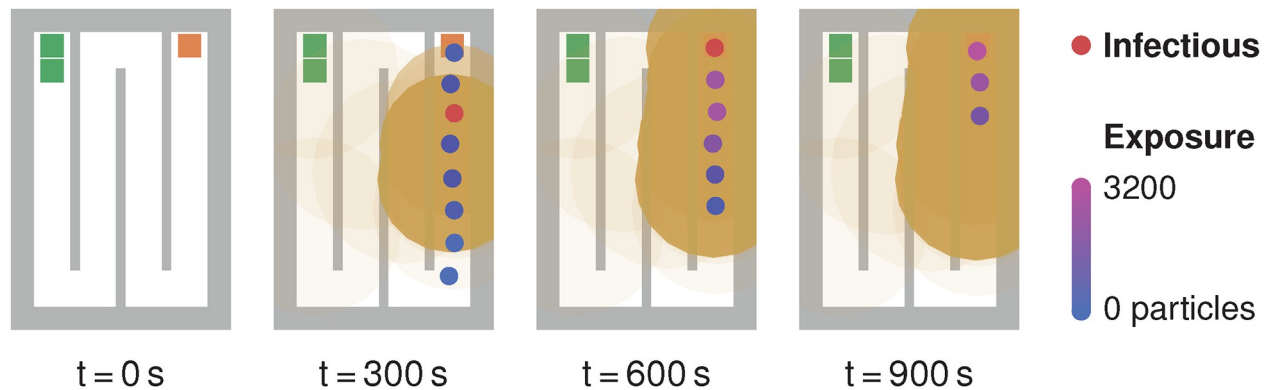 Infectious
Exposure
3200
0 particles
t = 0 s
t = 300 s
t = 600 s
t = 900 s